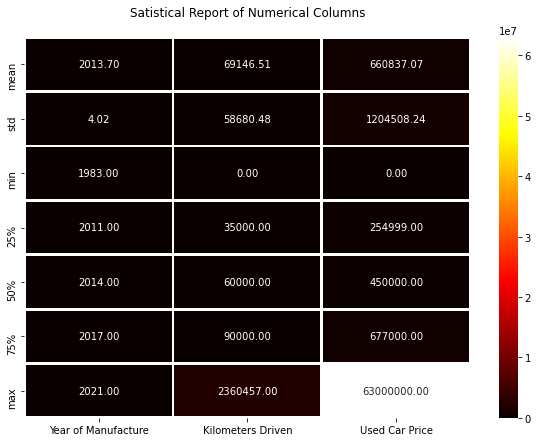 Satistical Report of Numerical Columns
1e7
mean 2013.70 69146.51 660837.07
std 4.02 58680.48 1204508.24
min 1983.00 0.00 0.00
25% 2011.00 35000.00 254999.00
50% 2014.00 60000.00 450000.00
75% 2017.00 90000.00 677000.00
max 2021.00 2360457.00 63000000.00
Year of Manufacture Kilometers Driven Used Car Price
6
5
4
3
2
1
0